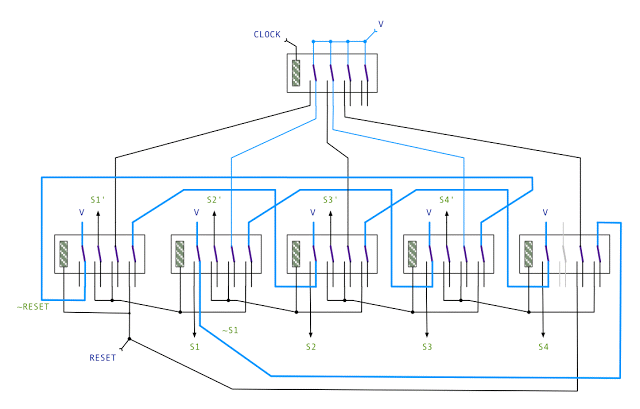 V
CLOCK
S1' S2' S3' S4'
V V V V V
~RESET
~S1
S1 S2 S3 S4
RESET